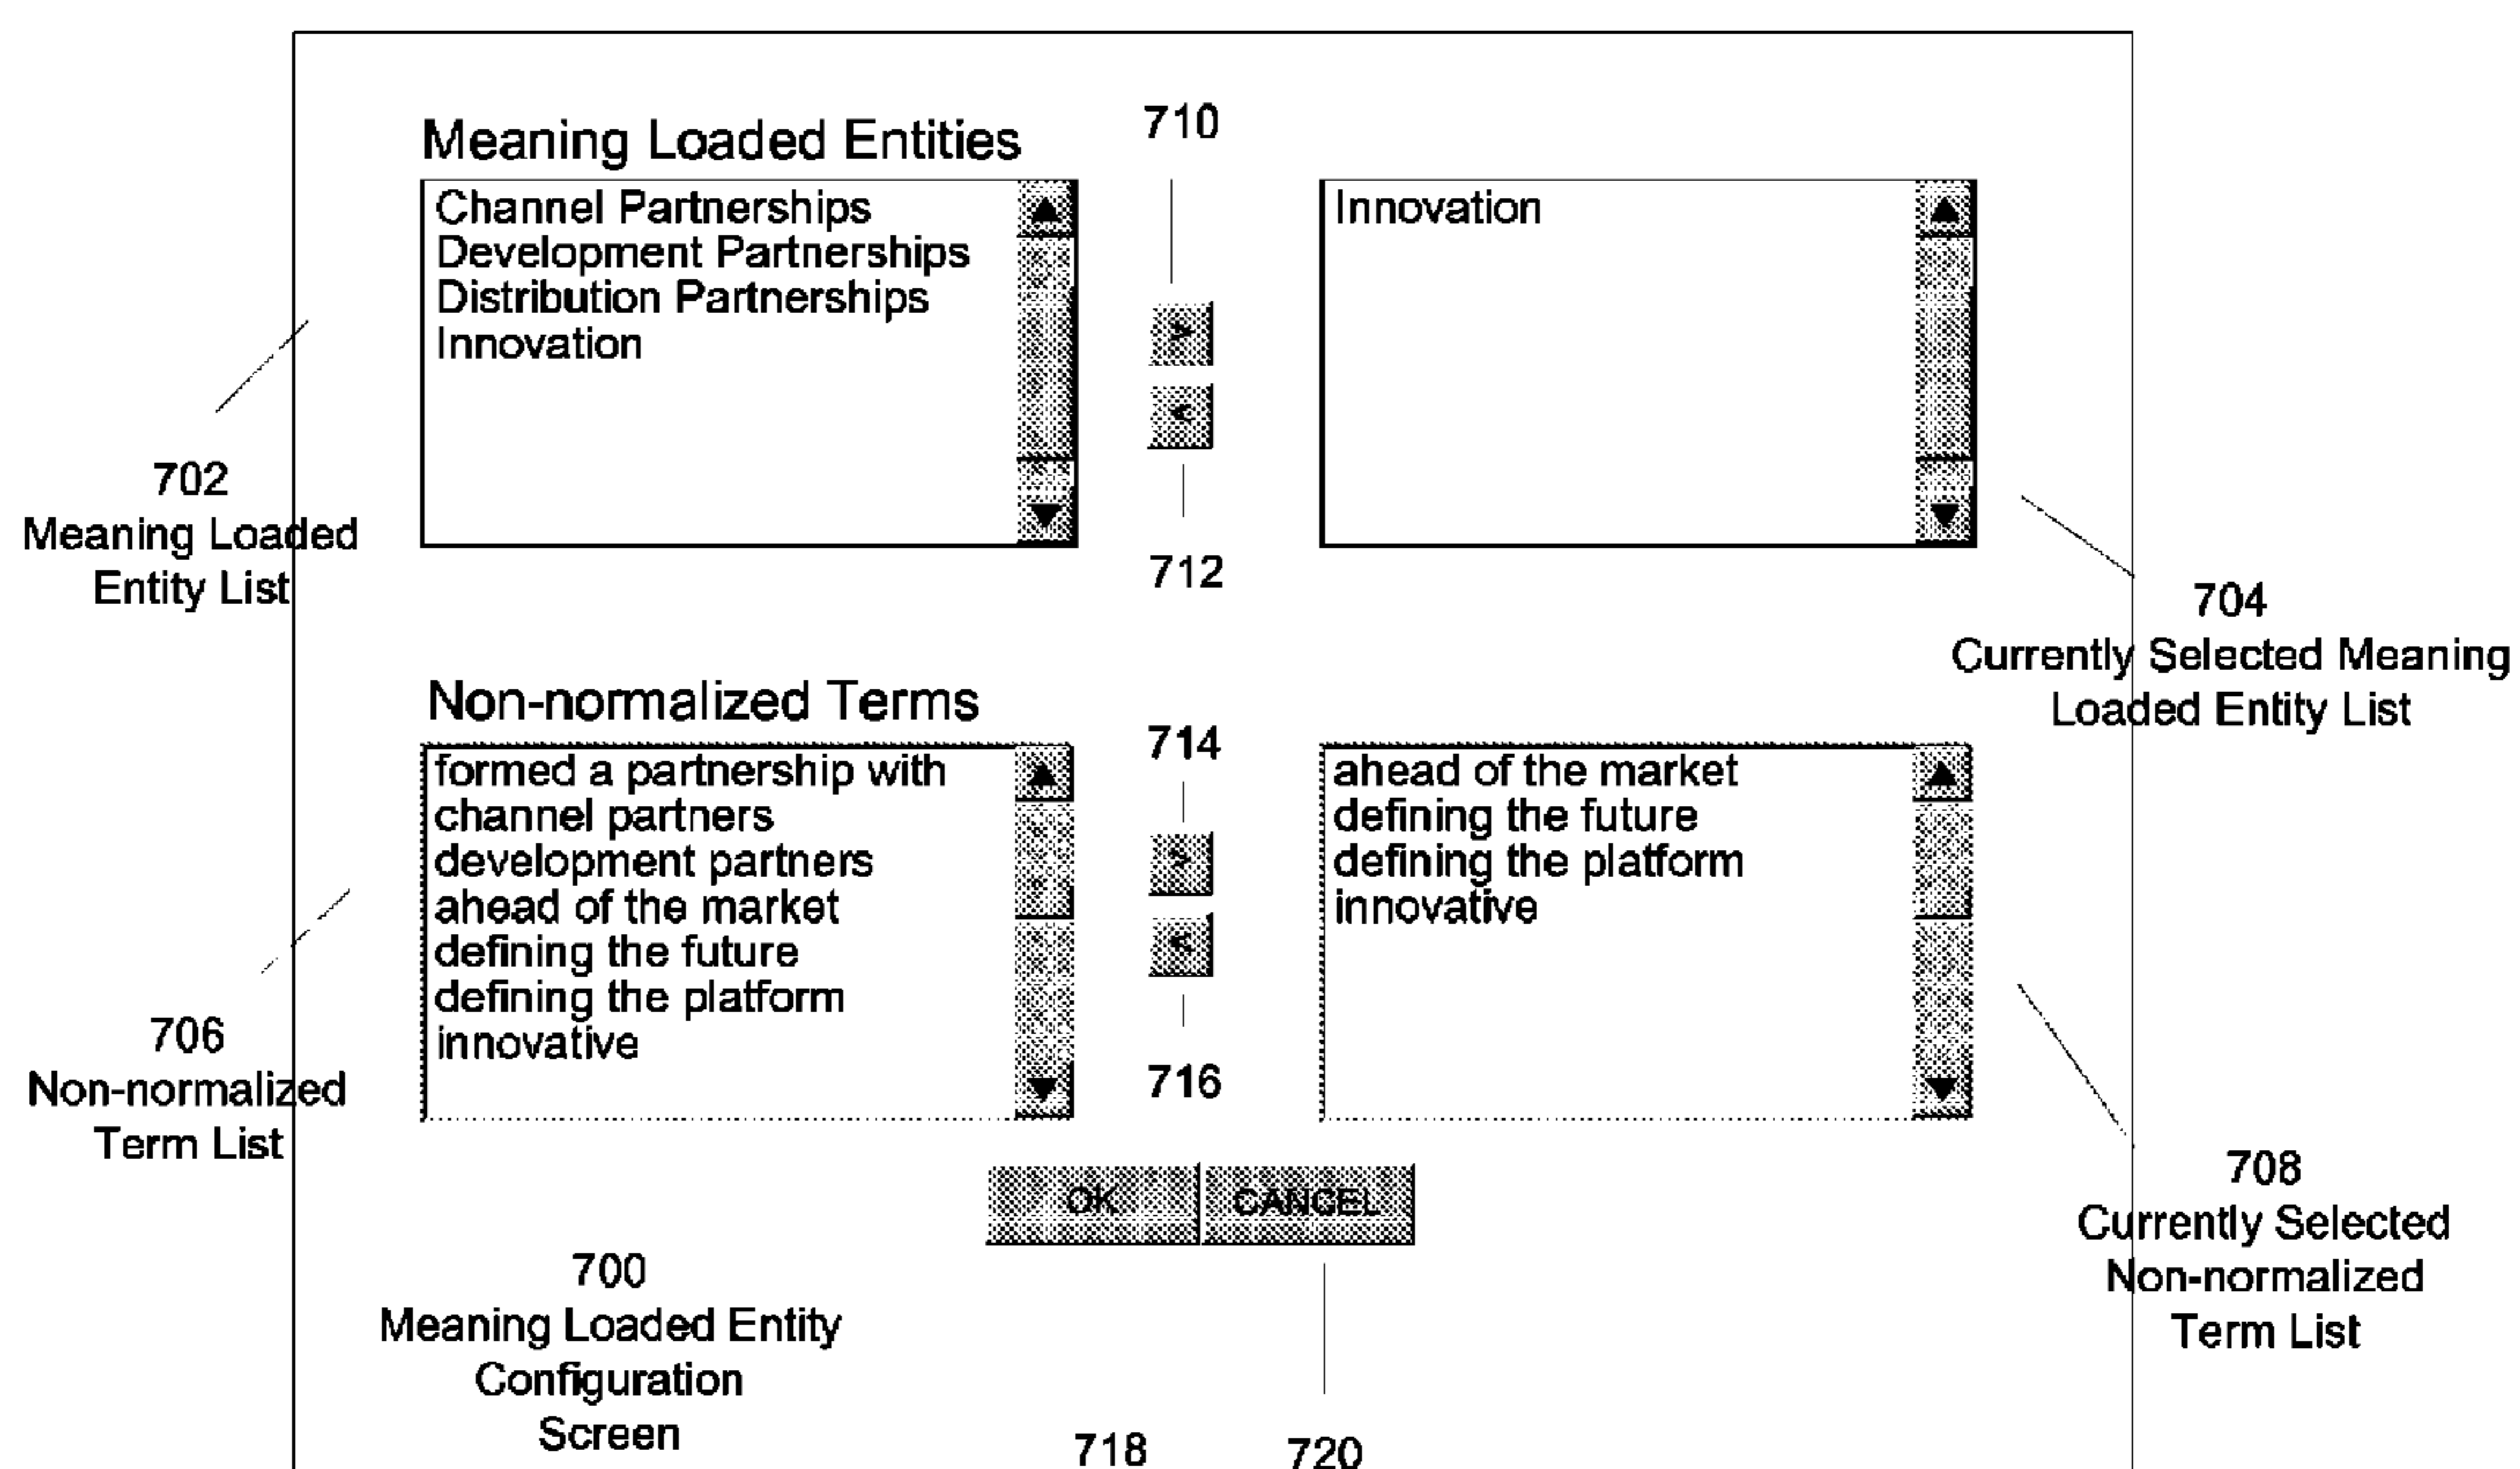 710
Meaning Loaded Entities
Channel Partnerships
Development Partnerships
Distribution Partnerships
Innovation
>
<
Innovation
702
Meaning Loaded
Entity List
712
704
Currently Selected Meaning
Loaded Entity List
Non-normalized Terms
714
formed a partnership with
channel partners
development partners
ahead of the market
defining the future
defining the platform
innovative
>
<
ahead of the market
defining the future
defining the platform
innovative
706
Non-normalized
Term List
716
708
Currently Selected
Non-normalized
Term List
OK CANCEL
700
Meaning Loaded Entity
Configuration
Screen
718 720